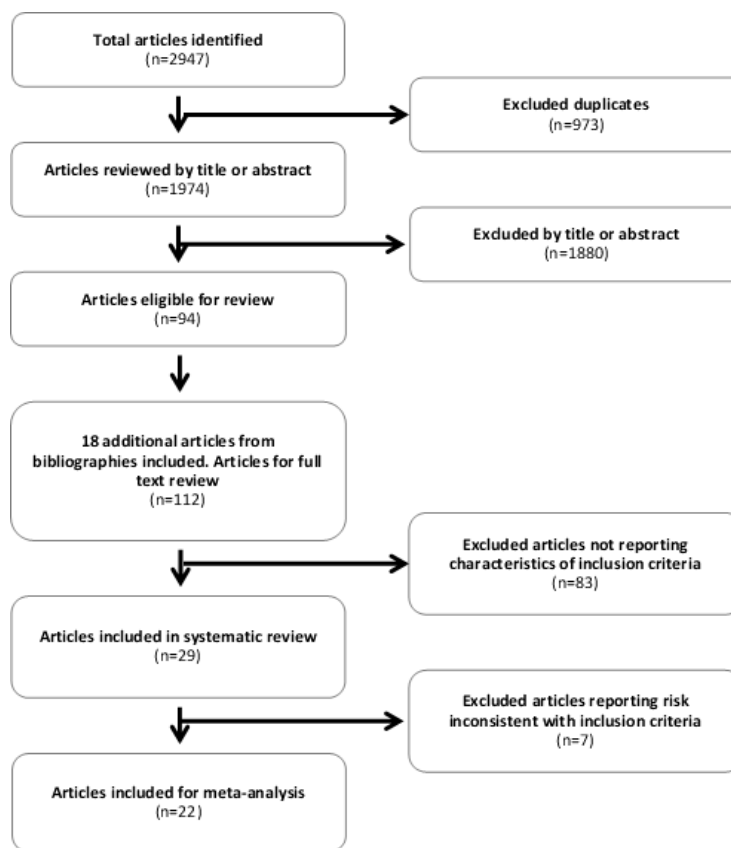 Total articles identified
(n=2947)
Excluded duplicates
(n=973)
Articles reviewed by title or abstract
(n=1974)
Excluded by title or abstract
(n=1880)
Articles eligible for review
(n=94)
18 additional articles from
bibliographies included. Articles for full
text review
(n=112)
Excluded articles not reporting
characteristics of inclusion criteria
(n=83)
Articles included in systematic review
(n=29)
Excluded articles reporting risk
inconsistent with inclusion criteria
(n=7)
Articles included for meta-analysis
(n=22)